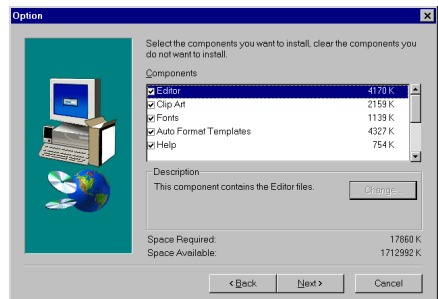 Option
Select the components you want to install, clear the components you
do not want to install.
Components
Editor 4170 K
Clip Art 2159 K
Fonts 1139 K
Auto Format Templates 4327 K
Help 754 K
Description
This component contains the Editor files.
Change...
Space Required: 17860 K
Space Available: 1712992 K
< Back
Next >
Cancel